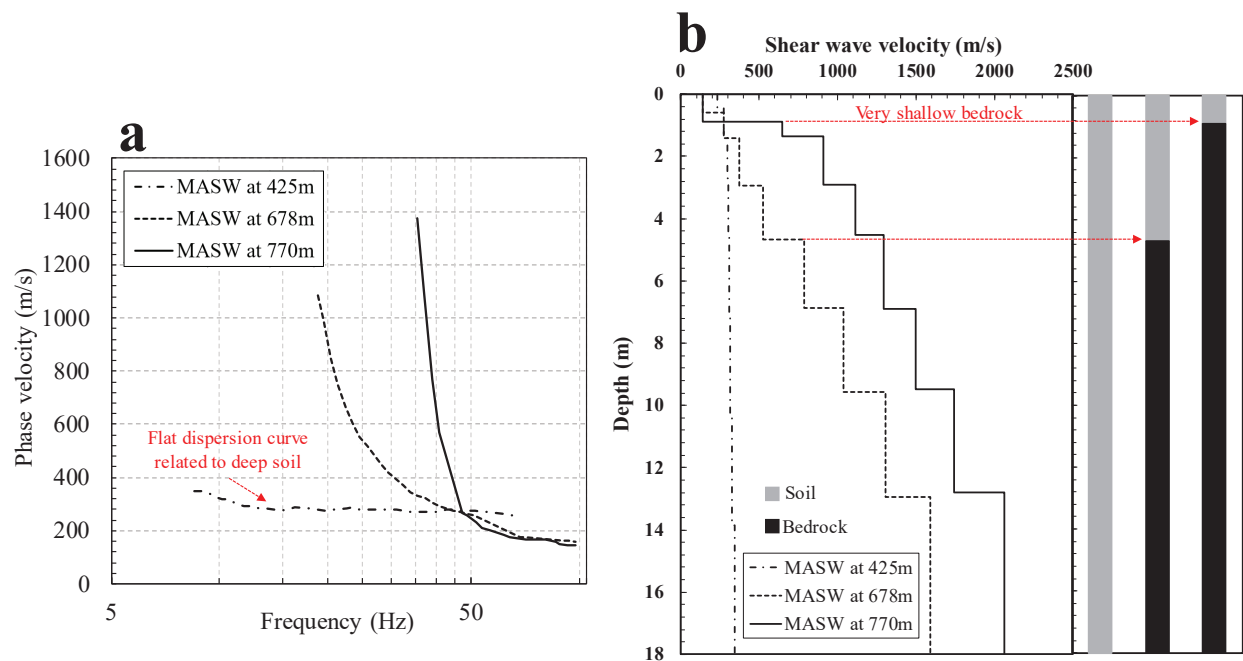 a
1600
1400
1200
1000
800
600
400
200
0
Phase velocity (m/s)
MASW at 425m
MASW at 678m
MASW at 770m
Flat dispersion curve
related to deep soil
5
50
Frequency (Hz)
b
Shear wave velocity (m/s)
0 500 1000 1500 2000 2500
0
2
4
6
8
10
12
14
16
18
Depth (m)
Very shallow bedrock
Soil
Bedrock
MASW at 425m
MASW at 678m
MASW at 770m